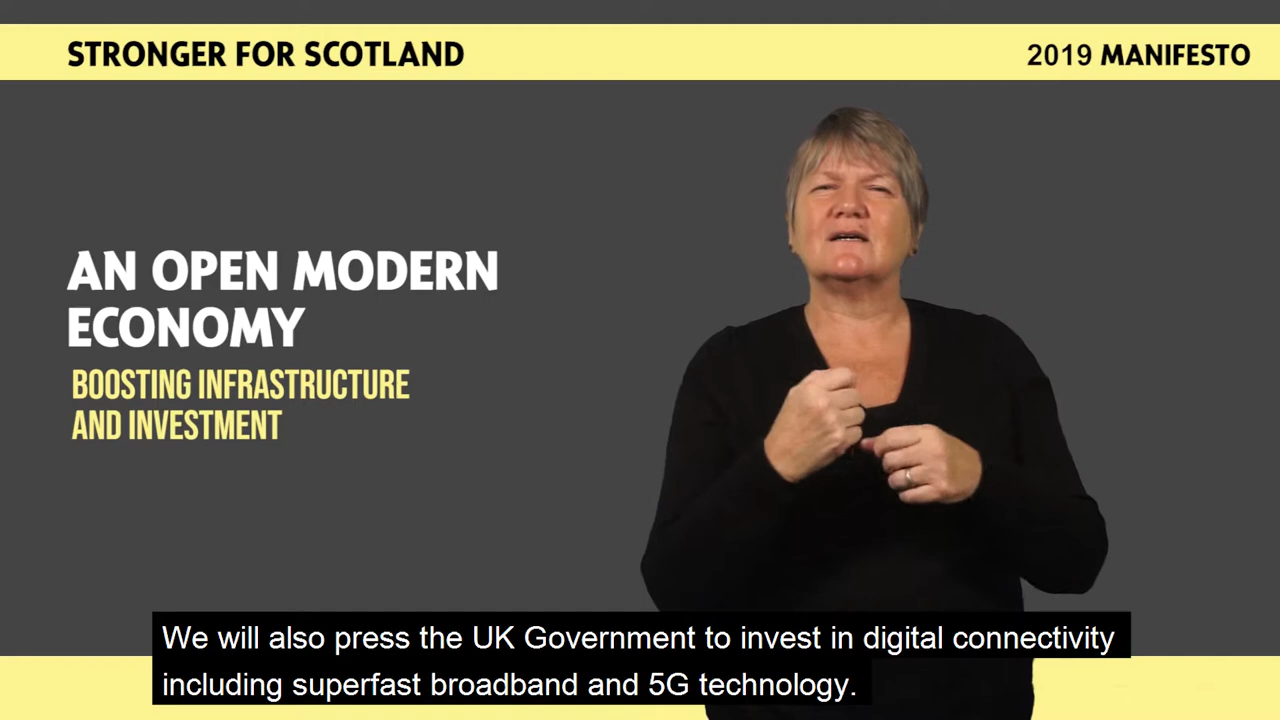 STRONGER FOR SCOTLAND
2019 MANIFESTO
AN OPEN MODERN
ECONOMY
BOOSTING INFRASTRUCTURE
AND INVESTMENT
We will also press the UK Government to invest in digital connectivity
including superfast broadband and 5G technology.